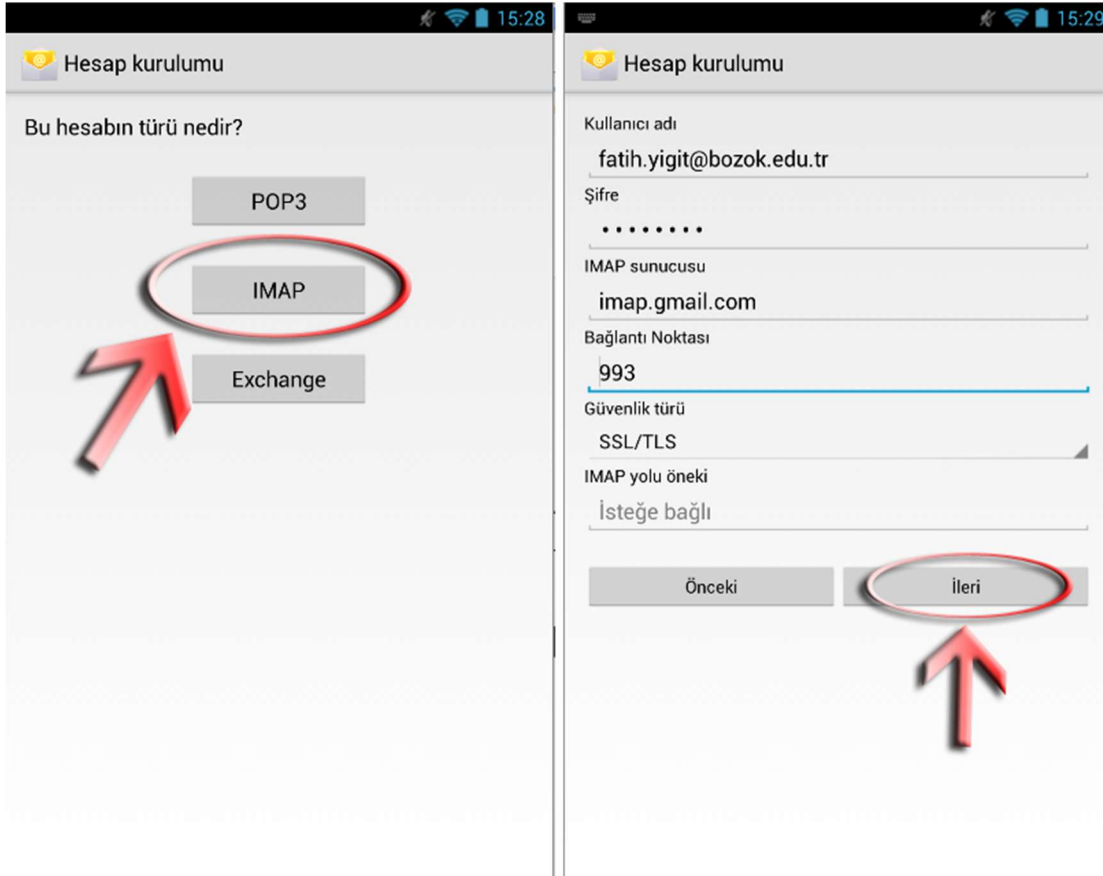 15:28
Hesap kurulumu
Bu hesabın türü nedir?
POP3
IMAP
Exchange
15:29
Hesap kurulumu
Kullanıcı adı
fatih.yigit@bozok.edu.tr
Şifre
••••••••
IMAP sunucusu
imap.gmail.com
Bağlantı Noktası
993
Güvenlik türü
SSL/TLS
IMAP yolu öneki
İsteğe bağlı
Önceki
İleri